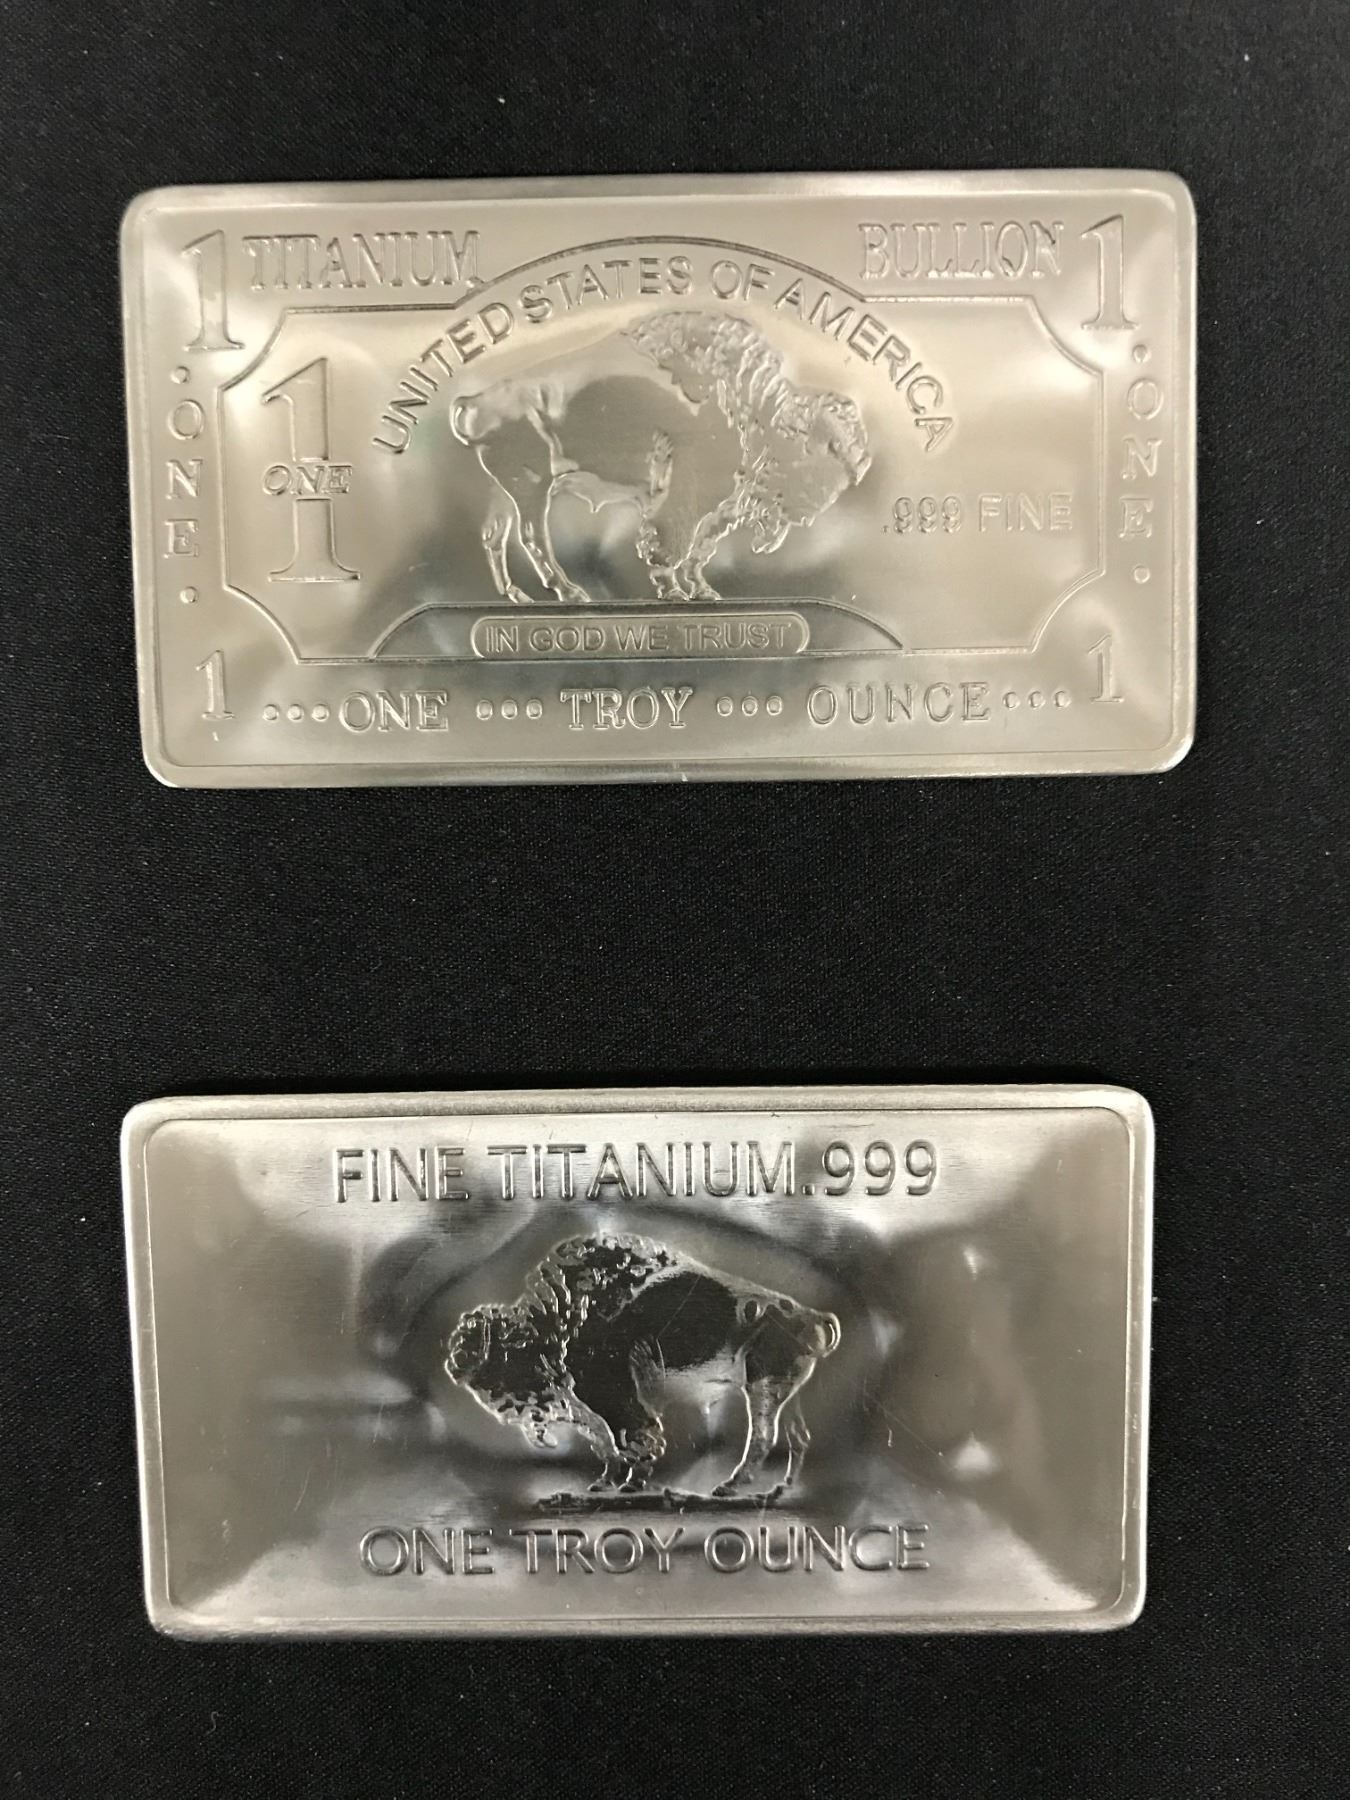 1 TITANIUM BULLION 1
UNITED STATES OF AMERICA
• ONE •
1
ONE
.999 FINE
• ONE •
IN GOD WE TRUST
1 •••ONE ••• TROY ••• OUNCE••• 1
FINE TITANIUM.999
ONE TROY OUNCE